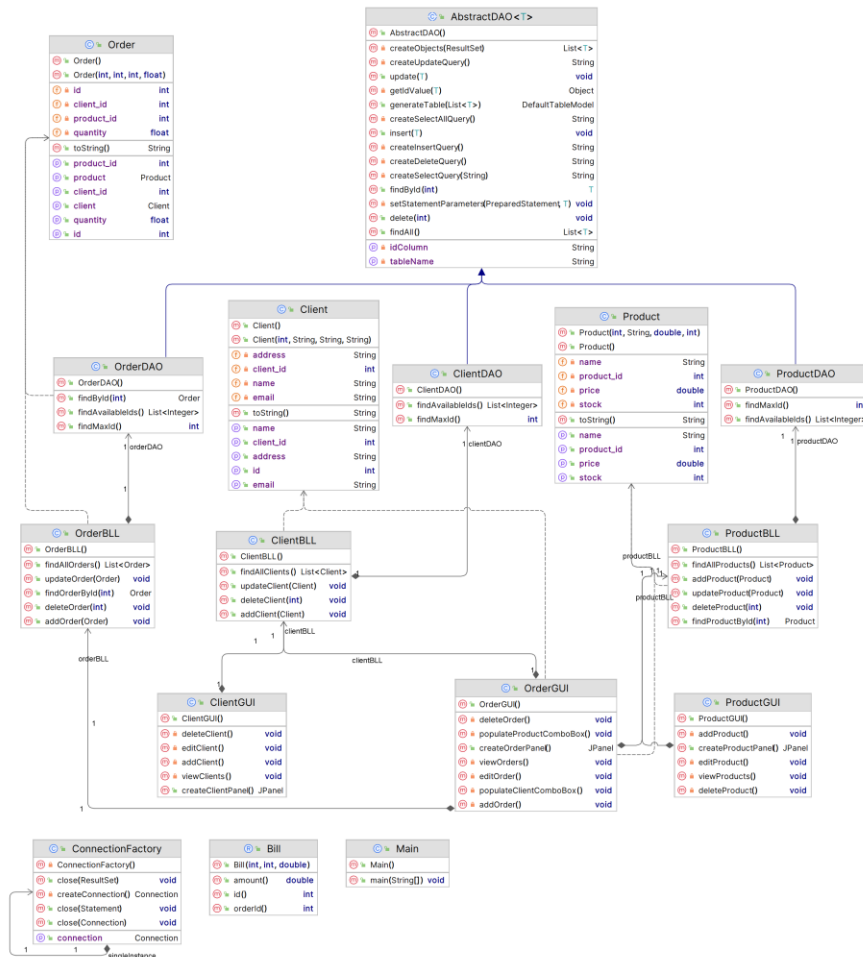 AbstractDAO<T>
AbstractDAO()
createObjects(ResultSet) List<T>
createUpdateQuery() String
update(T) void
getIdValue(T) Object
generateTable(List<T>) DefaultTableModel
createSelectAllQuery() String
insert(T) void
createInsertQuery() String
createDeleteQuery() String
createSelectQuery(String) String
findById(int) T
setStatementParameters(PreparedStatement, T) void
delete(int) void
findAll() List<T>
idColumn String
tableName String
Order
Order()
Order(int, int, int, float)
id int
client_id int
product_id int
quantity float
toString() String
product_id int
product Product
client_id int
client Client
quantity float
id int
Client
Client()
Client(int, String, String, String)
address String
client_id int
name String
email String
toString() String
name String
client_id int
address String
id int
email String
Product
Product(int, String, double, int)
Product()
name String
product_id int
price double
stock int
toString() String
name String
product_id int
price double
stock int
OrderDAO
OrderDAO()
findById(int) Order
findAvailableIds() List<Integer>
findMaxId() int
ClientDAO
ClientDAO()
findAvailableIds() List<Integer>
findMaxId() int
ProductDAO
ProductDAO()
findMaxId() int
findAvailableIds() List<Integer>
1 orderDAO
1
1 clientDAO
1
1 productDAO
1
OrderBLL
OrderBLL()
findAllOrders() List<Order>
updateOrder(Order) void
findOrderById(int) Order
deleteOrder(int) void
addOrder(Order) void
ClientBLL
ClientBLL()
findAllClients() List<Client>
updateClient(Client) void
deleteClient(int) void
addClient(Client) void
ProductBLL
ProductBLL()
findAllProducts() List<Product>
addProduct(Product) void
updateProduct(Product) void
deleteProduct(int) void
findProductById(int) Product
productBLL
1
1
productBLL
orderBLL
1
1
clientBLL
1 1
clientBLL
1
1
ClientGUI
ClientGUI()
deleteClient() void
editClient() void
addClient() void
viewClients() void
createClientPanel() JPanel
OrderGUI
OrderGUI()
deleteOrder() void
populateProductComboBox() void
createOrderPanel() JPanel
viewOrders() void
editOrder() void
populateClientComboBox() void
addOrder() void
1
1
ProductGUI
ProductGUI()
addProduct() void
createProductPanel() JPanel
editProduct() void
viewProducts() void
deleteProduct() void
ConnectionFactory
ConnectionFactory()
close(ResultSet) void
createConnection() Connection
close(Statement) void
close(Connection) void
connection Connection
1 1
singleInstance
Bill
Bill(int, int, double)
amount() double
id() int
orderId() int
Main
Main()
main(String[]) void